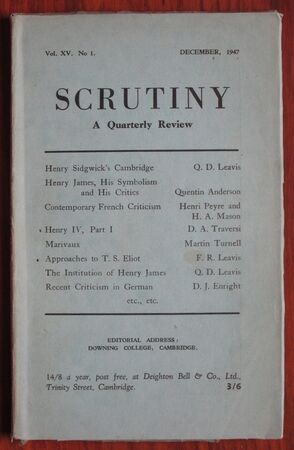 Vol. XV. No 1. DECEMBER, 1947
SCRUTINY
A Quarterly Review
Henry Sidgwick's Cambridge Q. D. Leavis
Henry James, His Symbolism
and His Critics Quentin Anderson
Contemporary French Criticism Henri Peyre and
H. A. Mason
Henry IV, Part I D. A. Traversi
Marivaux Martin Turnell
Approaches to T. S. Eliot F. R. Leavis
The Institution of Henry James Q. D. Leavis
Recent Criticism in German D. J. Enright
etc., etc.
EDITORIAL ADDRESS:
DOWNING COLLEGE, CAMBRIDGE.
14/8 a year, post free, at Deighton Bell & Co., Ltd.,
Trinity Street, Cambridge. 3/6